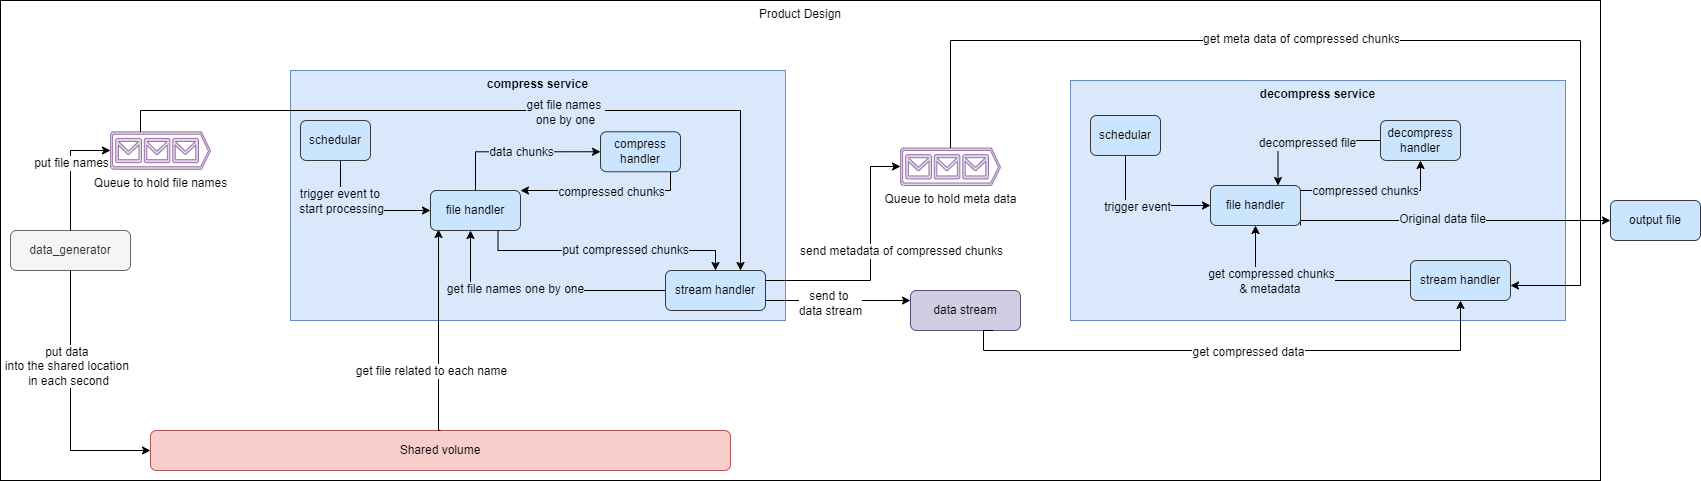 Product Design
get meta data of compressed chunks
compress service
decompress service
get file names
one by one
schedular
compress
handler
data chunks
compressed chunks
trigger event to
start processing
file handler
put compressed chunks
get file names one by one
stream handler
put file names
Queue to hold file names
data_generator
put data
into the shared location
in each second
get file related to each name
Shared volume
Queue to hold meta data
send metadata of compressed chunks
send to
data stream
data stream
schedular
decompress
handler
decompressed file
compressed chunks
trigger event
file handler
Original data file
output file
get compressed chunks
& metadata
stream handler
get compressed data